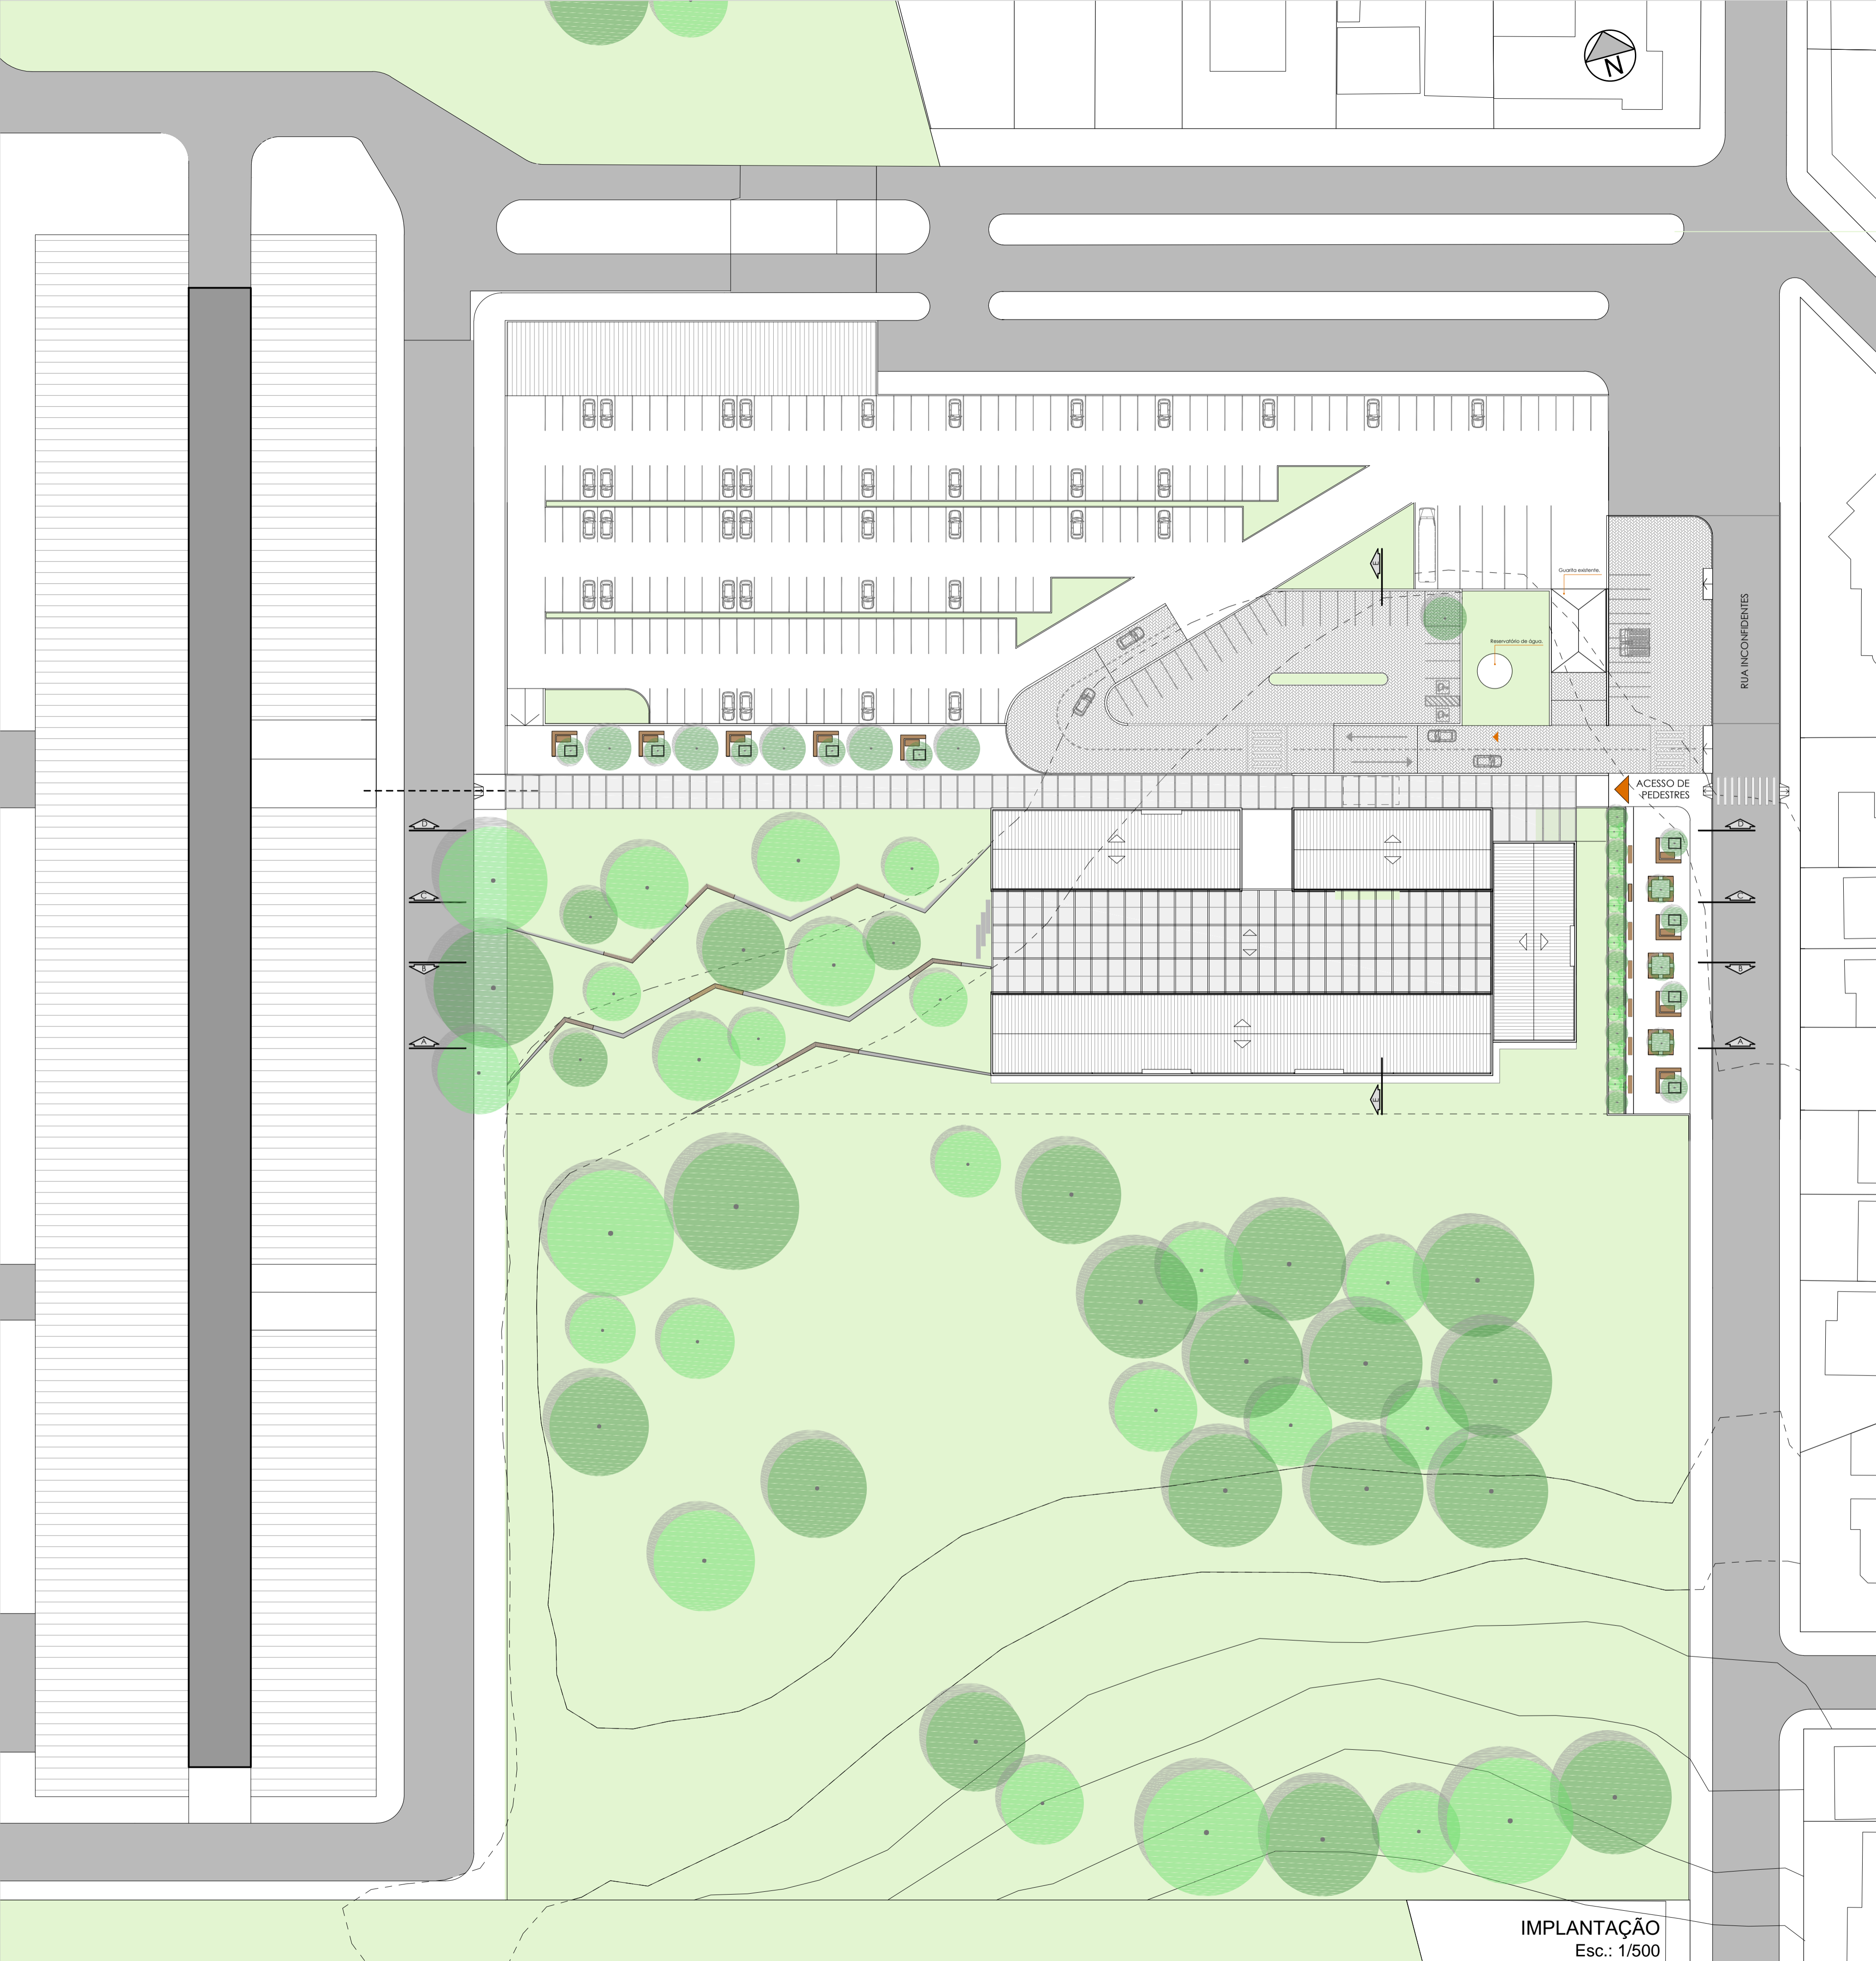 N
Guarita existente.
Reservatório de água.
RUA INCONFIDENTES
E
ACESSO DE
PEDESTRES
D
D
C
C
B
B
A
A
E
IMPLANTAÇÃO
Esc.: 1/500